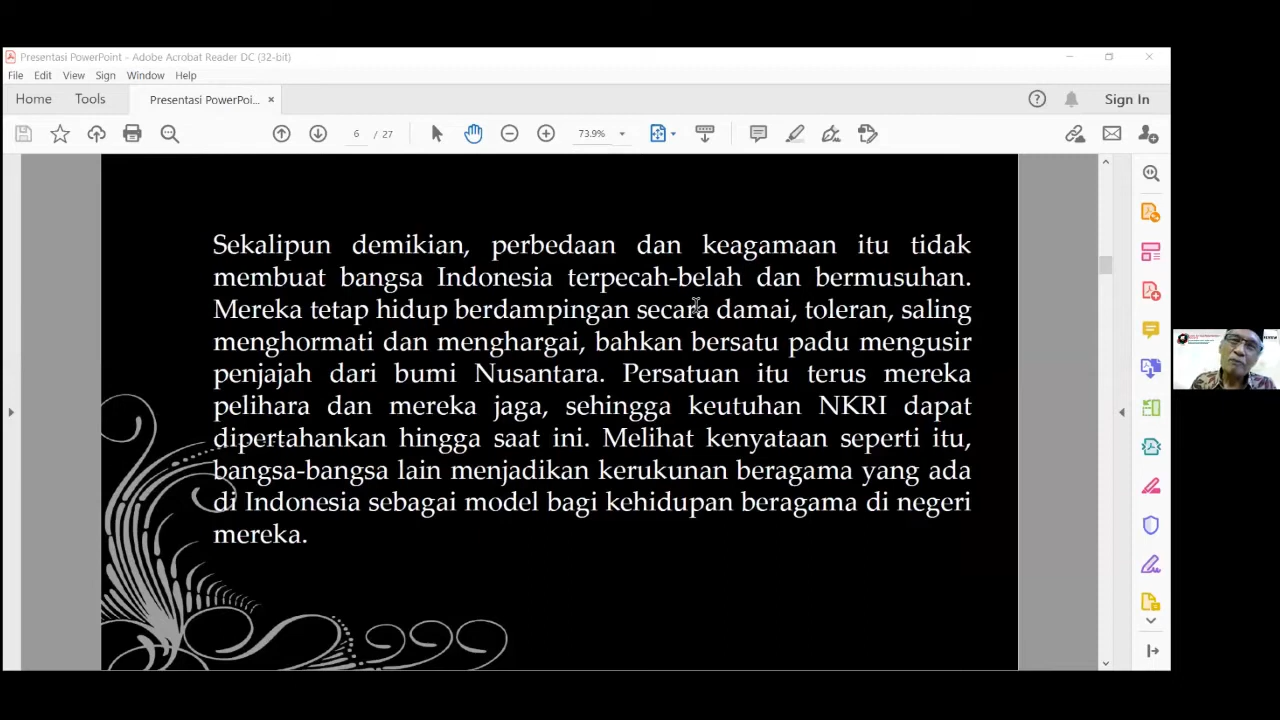 Presentasi PowerPoint - Adobe Acrobat Reader DC (32-bit)
File Edit View Sign Window Help
Home Tools Presentasi PowerPoi... × Sign In
6 / 27 73.9%
Sekalipun demikian, perbedaan dan keagamaan itu tidak
membuat bangsa Indonesia terpecah-belah dan bermusuhan.
Mereka tetap hidup berdampingan secara damai, toleran, saling
menghormati dan menghargai, bahkan bersatu padu mengusir
penjajah dari bumi Nusantara. Persatuan itu terus mereka
pelihara dan mereka jaga, sehingga keutuhan NKRI dapat
dipertahankan hingga saat ini. Melihat kenyataan seperti itu,
bangsa-bangsa lain menjadikan kerukunan beragama yang ada
di Indonesia sebagai model bagi kehidupan beragama di negeri
mereka.